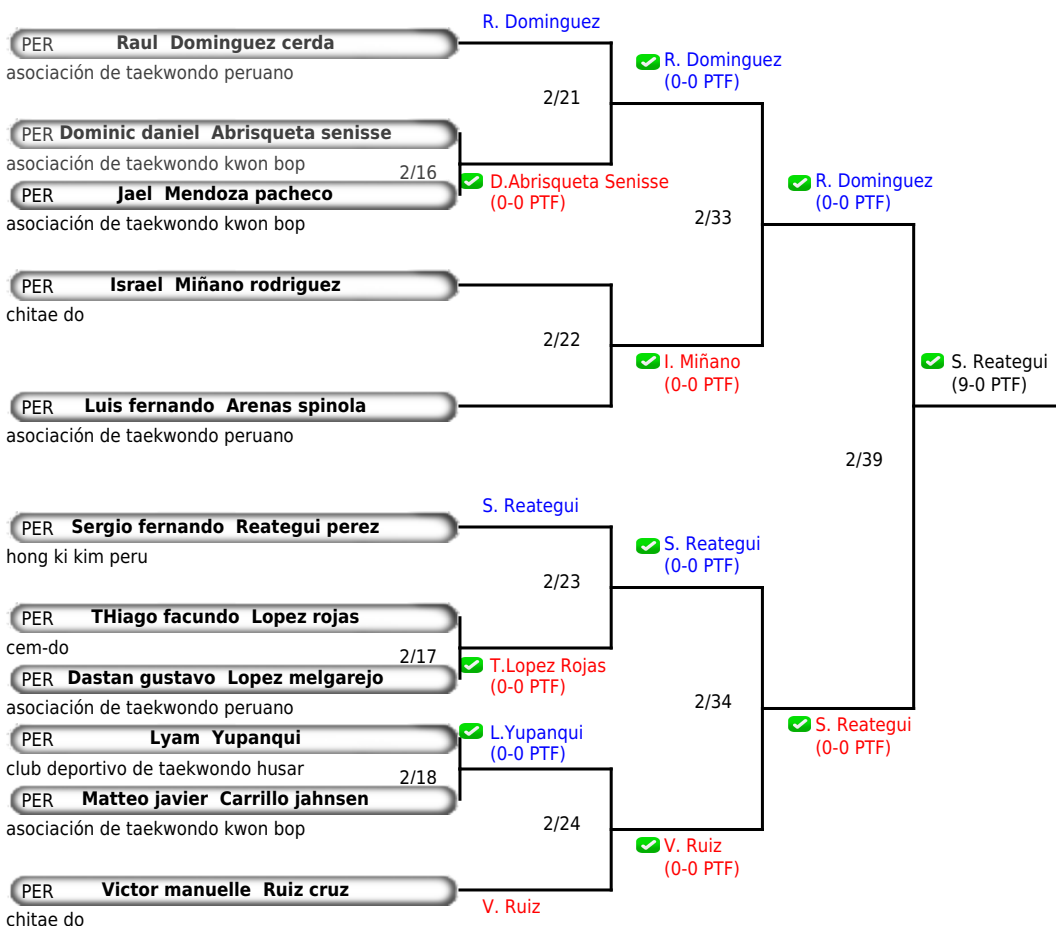 R. Dominguez
PER Raul Dominguez cerda
asociación de taekwondo peruano
R. Dominguez
(0-0 PTF)
2/21
PER Dominic daniel Abrisqueta senisse
asociación de taekwondo kwon bop
2/16
D.Abrisqueta Senisse
(0-0 PTF)
PER Jael Mendoza pacheco
asociación de taekwondo kwon bop
R. Dominguez
(0-0 PTF)
2/33
PER Israel Miñano rodriguez
chitae do
2/22
I. Miñano
(0-0 PTF)
PER Luis fernando Arenas spinola
asociación de taekwondo peruano
S. Reategui
(9-0 PTF)
2/39
S. Reategui
PER Sergio fernando Reategui perez
hong ki kim peru
S. Reategui
(0-0 PTF)
2/23
PER THiago facundo Lopez rojas
cem-do
2/17
T.Lopez Rojas
(0-0 PTF)
PER Dastan gustavo Lopez melgarejo
asociación de taekwondo peruano
2/34
S. Reategui
(0-0 PTF)
PER Lyam Yupanqui
L.Yupanqui
(0-0 PTF)
club deportivo de taekwondo husar
2/18
PER Matteo javier Carrillo jahnsen
asociación de taekwondo kwon bop
2/24
V. Ruiz
(0-0 PTF)
PER Victor manuelle Ruiz cruz
V. Ruiz
chitae do